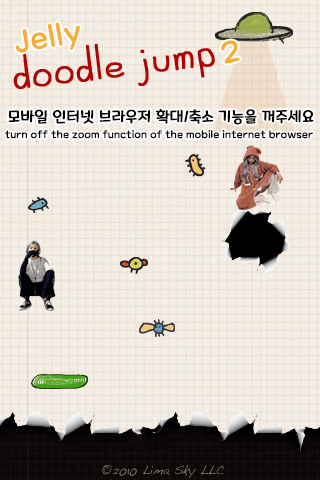 Jelly
doodle jump 2
모바일 인터넷 브라우저 확대/축소 기능을 꺼주세요
turn off the zoom function of the mobile internet browser
©2010 Lima Sky LLC